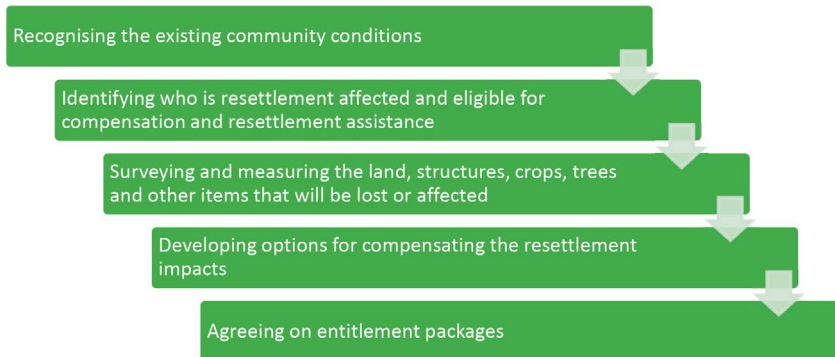 Recognising the existing community conditions
Identifying who is resettlement affected and eligible for
compensation and resettlement assistance
Surveying and measuring the land, structures, crops, trees
and other items that will be lost or affected
Developing options for compensating the resettlement
impacts
Agreeing on entitlement packages